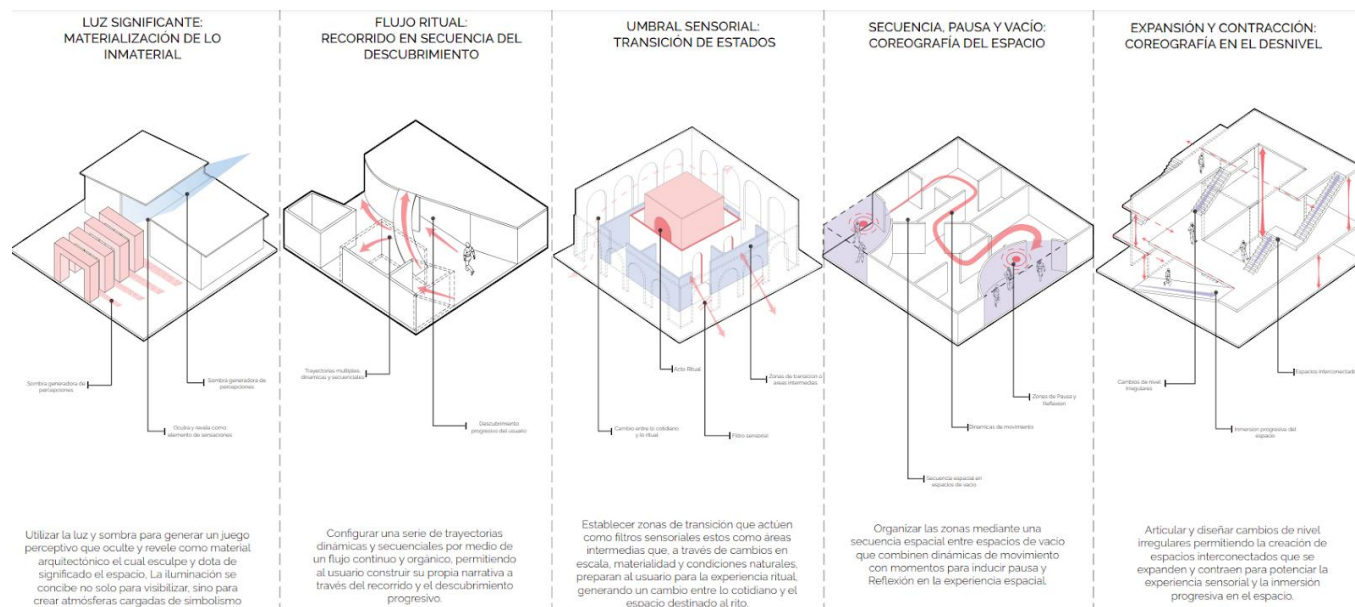 LUZ SIGNIFICANTE:
MATERIALIZACIÓN DE LO
INMATERIAL
Sombra generadora de
percepciones
Sombra generadora de
percepciones
Oculta y revela como
elemento de sensaciones
Utilizar la luz y sombra para generar un juego
perceptivo que oculte y revele como material
arquitectónico el cual esculpe y dota de
significado el espacio, La iluminación se
concibe no solo para visibilizar, sino para
crear atmósferas cargadas de simbolismo
FLUJO RITUAL:
RECORRIDO EN SECUENCIA DEL
DESCUBRIMIENTO
Trayectorias multiples
dinamicas y secuenciales
Descubrimiento
progresivo del usuario
Configurar una serie de trayectorias
dinámicas y secuenciales por medio de
un flujo continuo y orgánico, permitiendo
al usuario construir su propia narrativa a
través del recorrido y el descubrimiento
progresivo.
UMBRAL SENSORIAL:
TRANSICIÓN DE ESTADOS
Acto Ritual
Zonas de transición o
areas intermedias
Cambio entre lo cotidiano
y lo ritual
Filtro sensorial
Establecer zonas de transición que actúen
como filtros sensoriales estos como áreas
intermedias que, a través de cambios en
escala, materialidad y condiciones naturales,
preparan al usuario para la experiencia ritual,
generando un cambio entre lo cotidiano y el
espacio destinado al rito.
SECUENCIA, PAUSA Y VACÍO:
COREOGRAFÍA DEL ESPACIO
Zonas de Pausa y
Reflexion
Dinamicas de movimiento
Secuencia espacial en
espacios de vacio
Organizar las zonas mediante una
secuencia espacial entre espacios de vacío
que combinen dinámicas de movimiento
con momentos para inducir pausa y
Reflexión en la experiencia espacial.
EXPANSIÓN Y CONTRACCIÓN:
COREOGRAFÍA EN EL DESNIVEL
Espacios interconectado
Cambios de nivel
Irregulares
Inmersion progresiva del
espacio
Articular y diseñar cambios de nivel
irregulares permitiendo la creación de
espacios interconectados que se
expanden y contraen para potenciar la
experiencia sensorial y la inmersión
progresiva en el espacio.